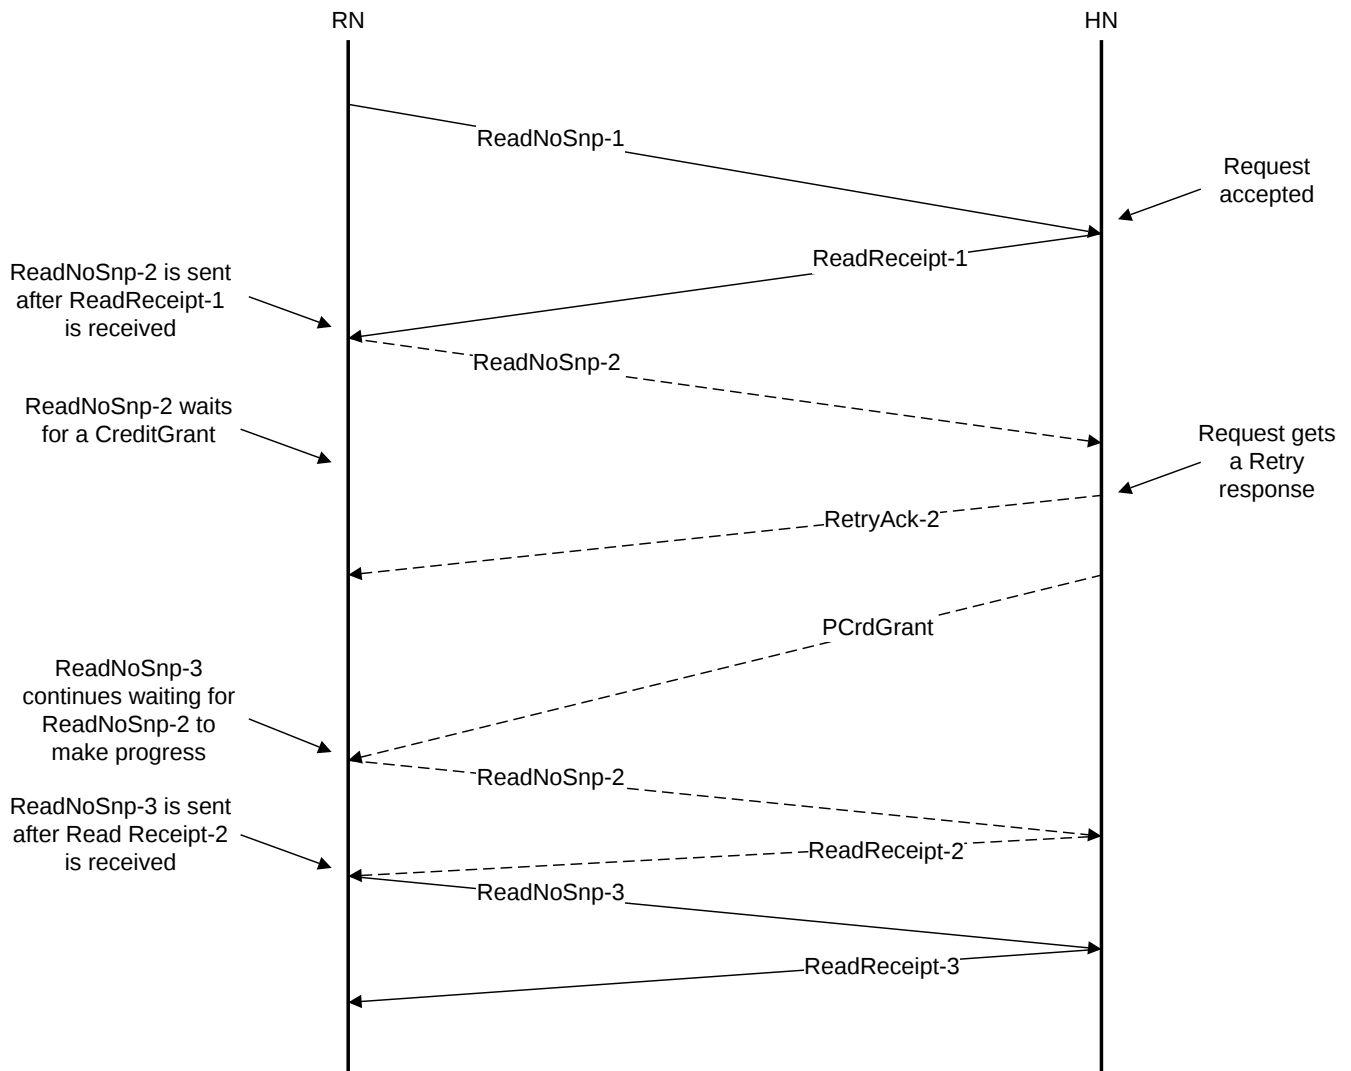 RN
HN
ReadNoSnp-1
Request
accepted
ReadReceipt-1
ReadNoSnp-2 is sent
after ReadReceipt-1
is received
ReadNoSnp-2
ReadNoSnp-2 waits
for a CreditGrant
Request gets
a Retry
response
RetryAck-2
PCrdGrant
ReadNoSnp-3
continues waiting for
ReadNoSnp-2 to
make progress
ReadNoSnp-2
ReadNoSnp-3 is sent
after Read Receipt-2
is received
ReadReceipt-2
ReadNoSnp-3
ReadReceipt-3